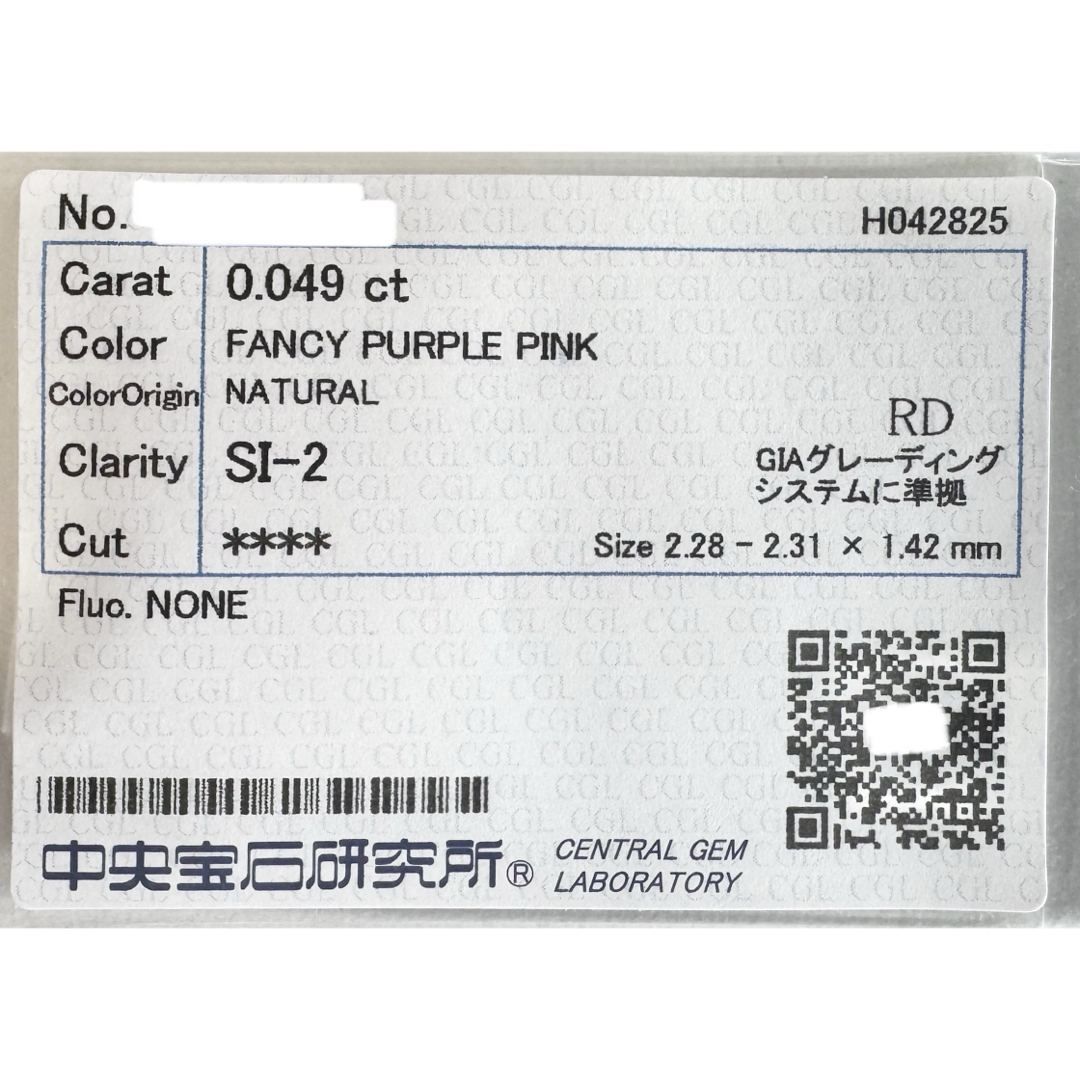 No. H042825
Carat 0.049 ct
Color FANCY PURPLE PINK
ColorOrigin NATURAL
RD
Clarity SI-2
GIAグレーディング
システムに準拠
Cut ****
Size 2.28 - 2.31 × 1.42 mm
Fluo. NONE
中央宝石研究所® CENTRAL GEM
LABORATORY